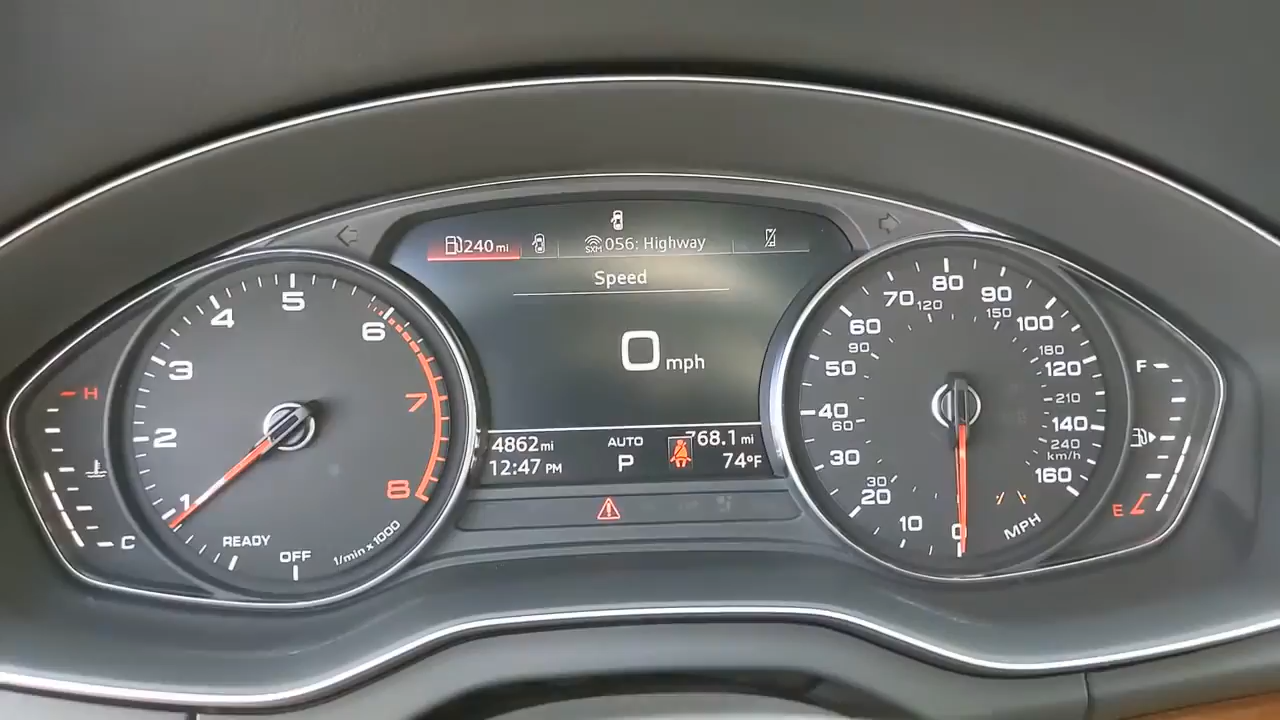 240 mi
SXM 056: Highway
Speed
0 mph
4862 mi
AUTO
768.1 mi
12:47 PM
P
74°F
H
C
READY
OFF
1
2
3
4
5
6
7
8
1/min x 1000
0
10
20
30
40
50
60
70
80
90
100
120
140
160
MPH
30
60
90
120
150
180
210
240
km/h
F
E